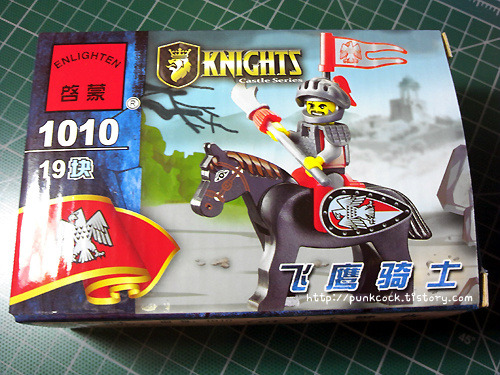 ENLIGHTEN
启蒙
®
1010
19块
KNIGHTS
Castle Series
飞鹰骑士
http://punkcock.tistory.com